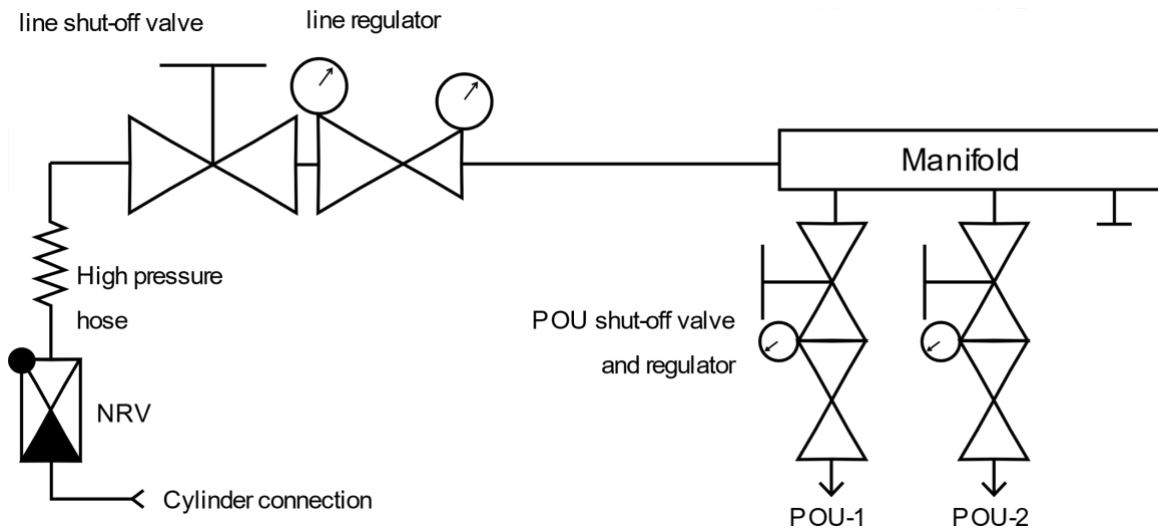 line shut-off valve
line regulator
Manifold
High pressure
hose
POU shut-off valve
and regulator
NRV
Cylinder connection
POU-1
POU-2